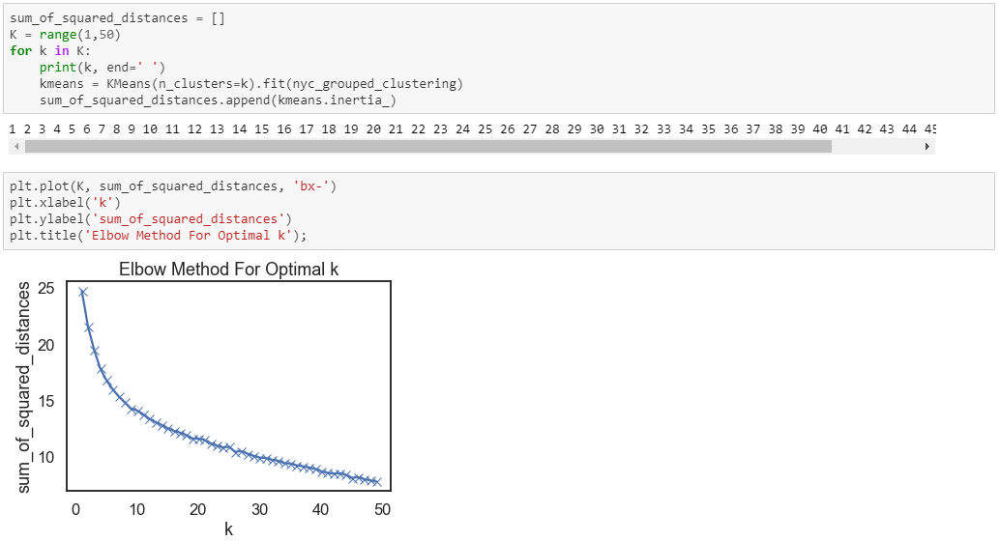 sum_of_squared_distances = []
K = range(1,50)
for k in K:
    print(k, end=' ')
    kmeans = KMeans(n_clusters=k).fit(nyc_grouped_clustering)
    sum_of_squared_distances.append(kmeans.inertia_)
1 2 3 4 5 6 7 8 9 10 11 12 13 14 15 16 17 18 19 20 21 22 23 24 25 26 27 28 29 30 31 32 33 34 35 36 37 38 39 40 41 42 43 44 45
plt.plot(K, sum_of_squared_distances, 'bx-')
plt.xlabel('k')
plt.ylabel('sum_of_squared_distances')
plt.title('Elbow Method For Optimal k');
Elbow Method For Optimal k
sum_of_squared_distances
25
20
15
10
0 10 20 30 40 50
k